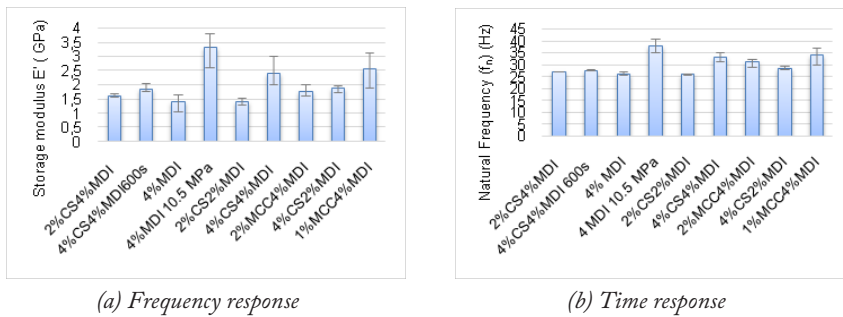 Storage modulus E' ( GPa)
4
3,5
3
2,5
2
1,5
1
0,5
0
2%CS4%MDI
4%CS4%MDI600s
4%MDI
4%MDI 10.5 MPa
2%CS2%MDI
4%CS4%MDI
2%MCC4%MDI
4%CS2%MDI
1%MCC4%MDI
(a) Frequency response
Natural Frequency (fₙ) (Hz)
45
40
35
30
25
20
15
10
5
0
2%CS4%MDI
4%CS4%MDI 600s
4% MDI
4 MDI 10.5 MPa
2%CS2%MDI
4%CS4%MDI
2%MCC4%MDI
4%CS2%MDI
1%MCC4%MDI
(b) Time response